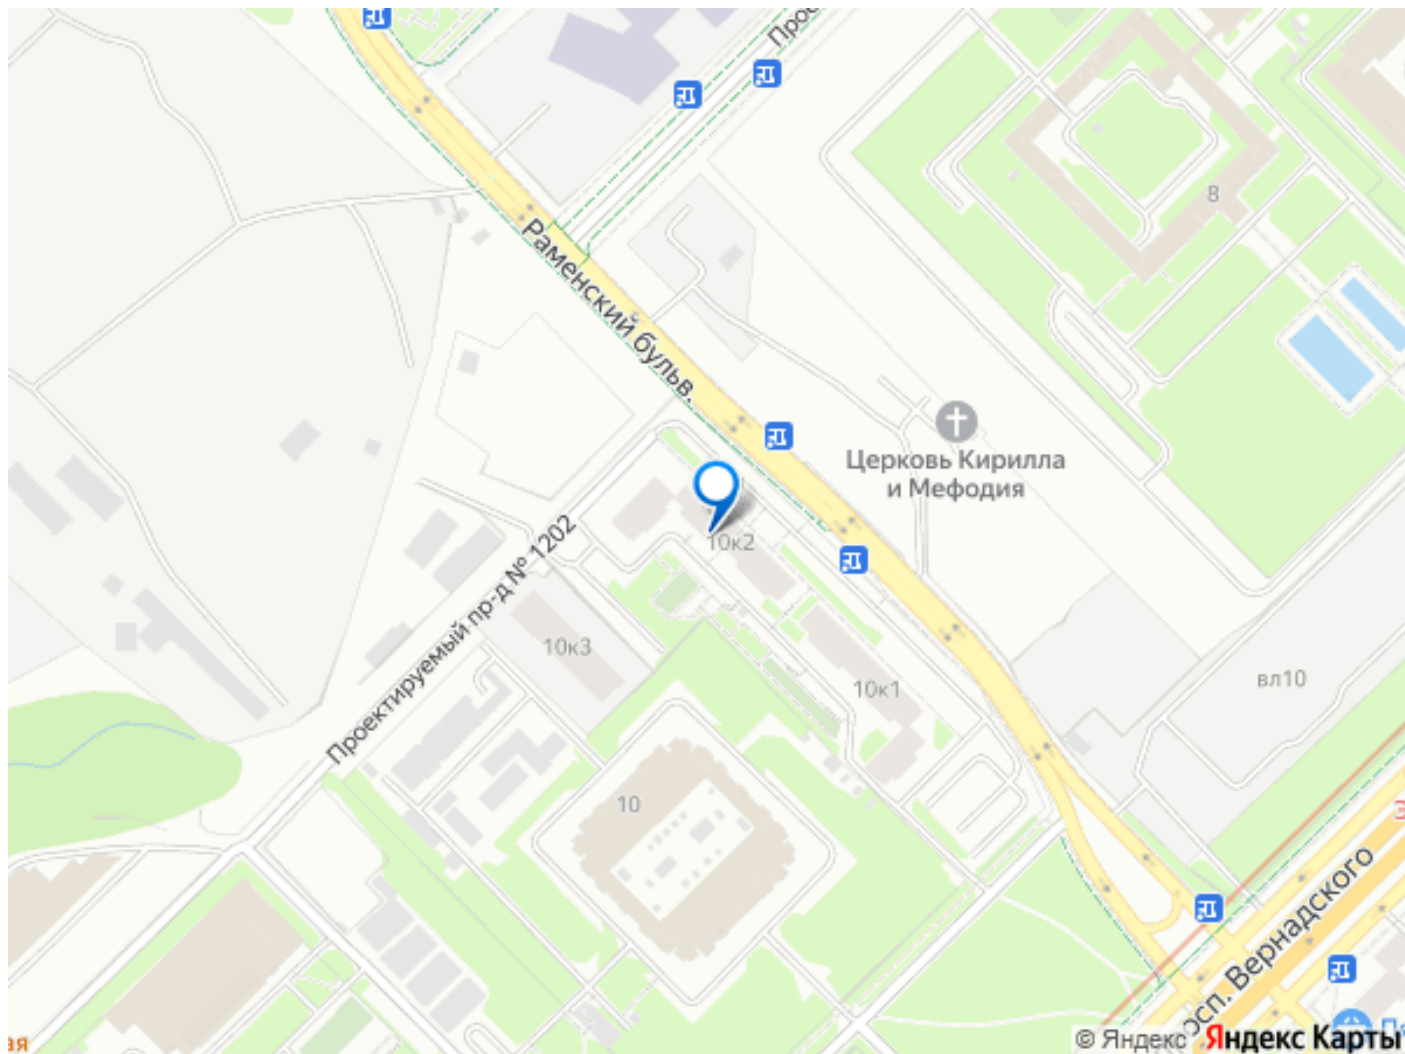 8
Раменский бульв.
Церковь Кирилла
и Мефодия
10к2
Проектируемый пр-д № 1202
10к3
10к1
вл10
10
просп. Вернадского
© Яндекс Яндекс Карты